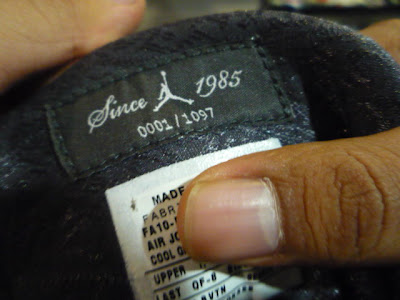 Since 1985
0001/1097
MADE
FABR
FA10-
AIR JO
COOL G
UPPER
LAST OF-8